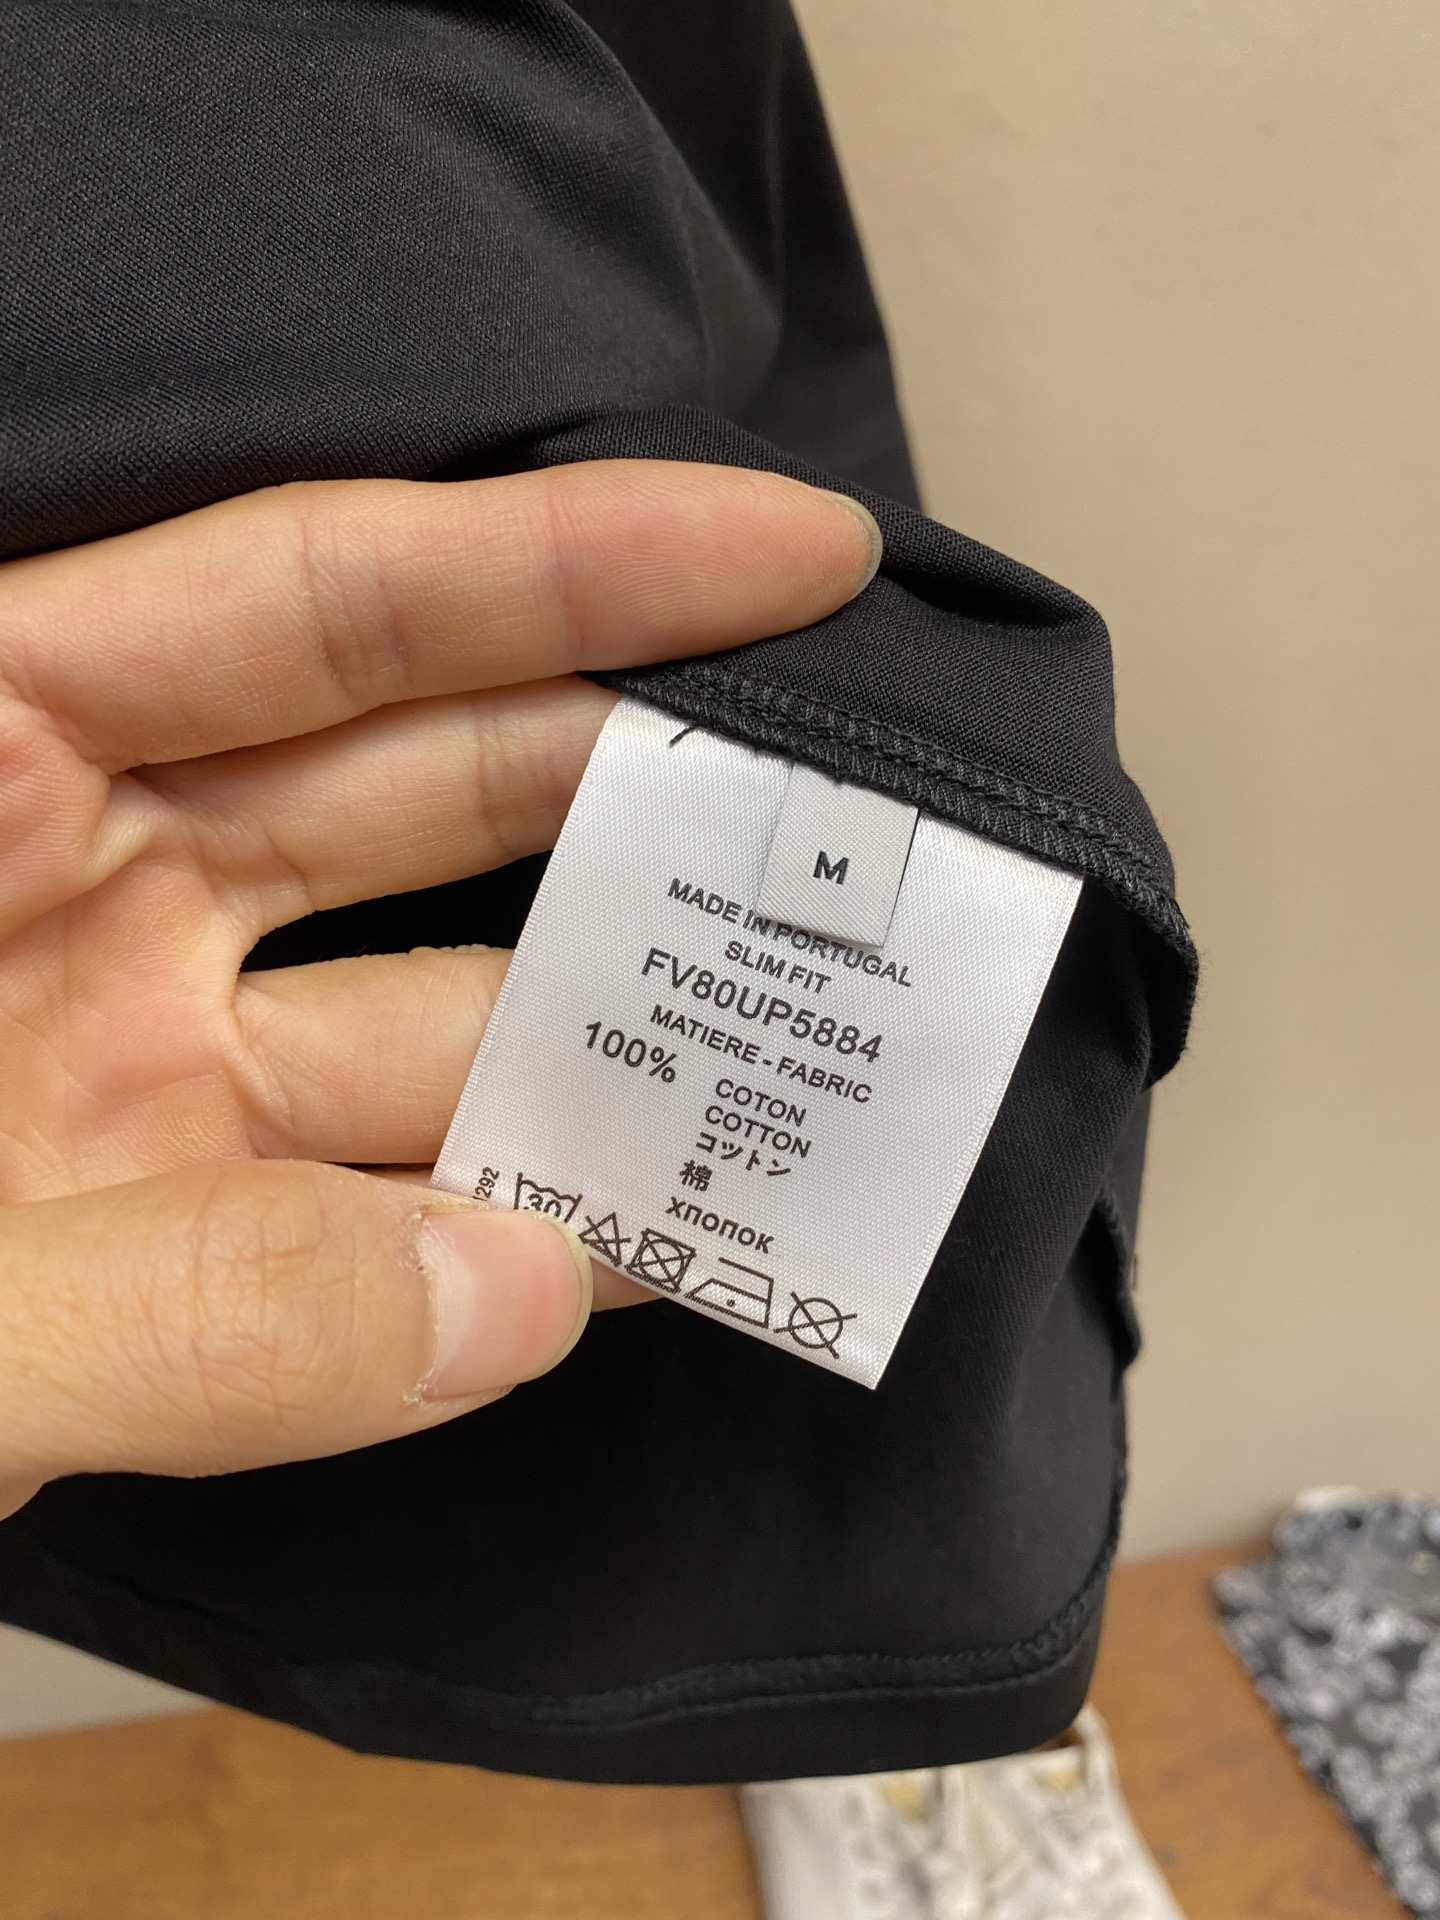 M
MADE IN PORTUGAL
SLIM FIT
FV80UP5884
MATIERE - FABRIC
100%
COTON
COTTON
コットン
棉
хлопок
30